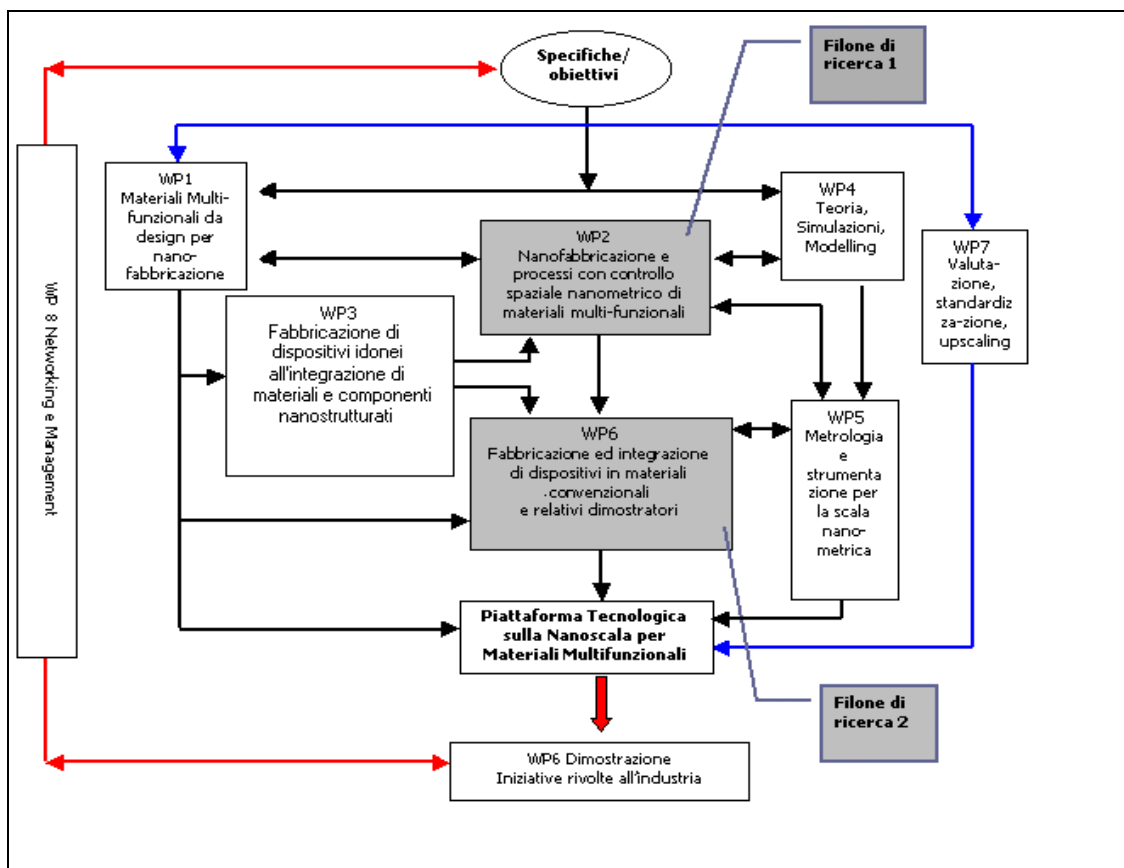 Specifiche/
obiettivi
Filone di
ricerca 1
WP 8 Networking e Management
WP1
Materiali Multi-
funzionali da
design per
nano-
fabbricazione
WP4
Teoria,
Simulazioni,
Modelling
WP2
Nanofabbricazione e
processi con controllo
spaziale nanometrico di
materiali multi-funzionali
WP7
Valuta-
zione,
standardiz
za-zione,
upscaling
WP3
Fabbricazione di
dispositivi idonei
all'integrazione di
materiali e componenti
nanostrutturati
WP6
Fabbricazione ed integrazione
di dispositivi in materiali
.convenzionali
e relativi dimostratori
WP5
Metrologia
e
strumenta
zione per
la scala
nano-
metrica
Piattaforma Tecnologica
sulla Nanoscala per
Materiali Multifunzionali
Filone di
ricerca 2
WP6 Dimostrazione
Iniziative rivolte all'industria